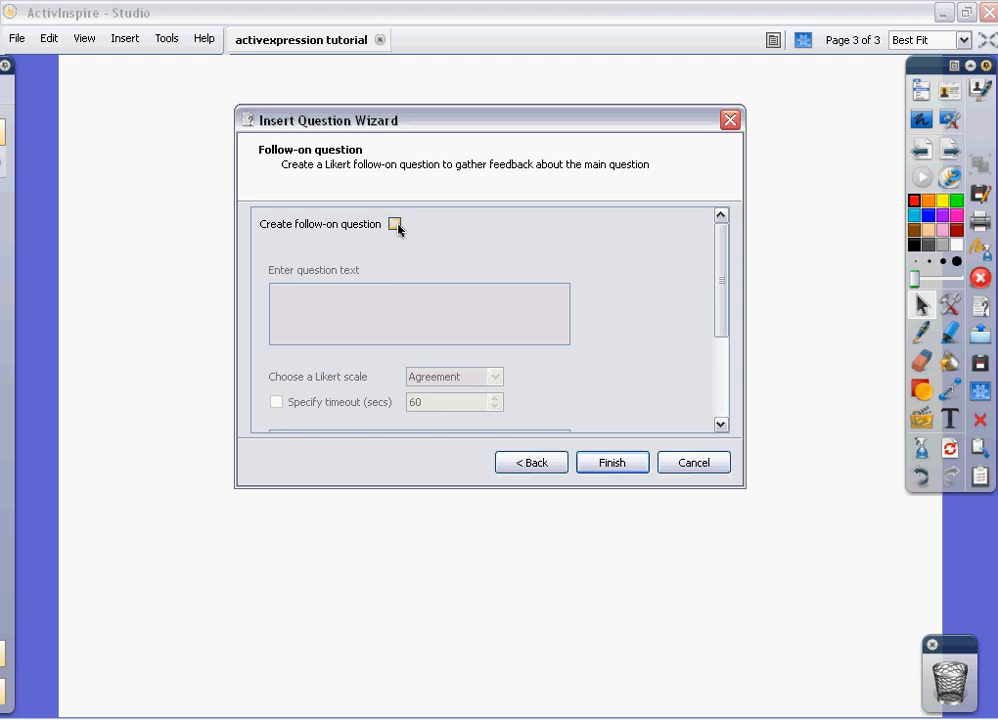 ActivInspire - Studio
File Edit View Insert Tools Help activexpression tutorial Page 3 of 3 Best Fit
Insert Question Wizard
Follow-on question
Create a Likert follow-on question to gather feedback about the main question
Create follow-on question
Enter question text
Choose a Likert scale Agreement
Specify timeout (secs) 60
< Back Finish Cancel